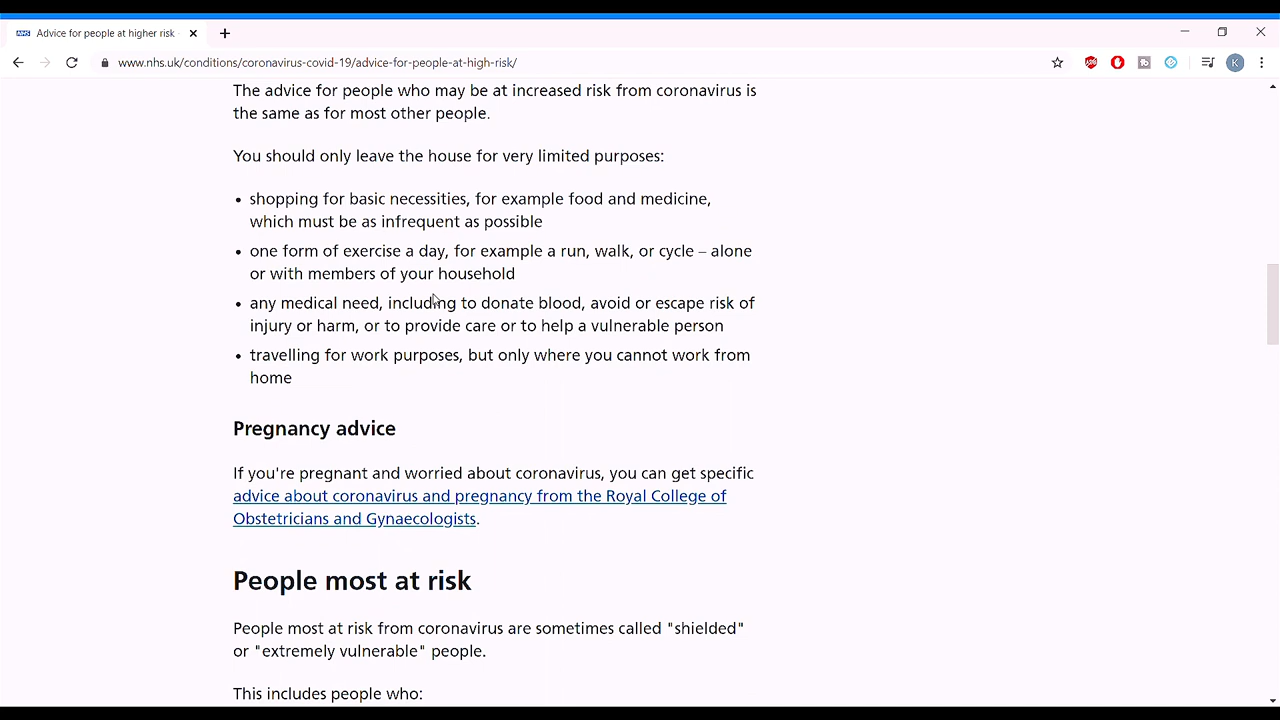 NHS Advice for people at higher risk
www.nhs.uk/conditions/coronavirus-covid-19/advice-for-people-at-high-risk/
K
The advice for people who may be at increased risk from coronavirus is
the same as for most other people.
You should only leave the house for very limited purposes:
• shopping for basic necessities, for example food and medicine,
which must be as infrequent as possible
• one form of exercise a day, for example a run, walk, or cycle – alone
or with members of your household
• any medical need, including to donate blood, avoid or escape risk of
injury or harm, or to provide care or to help a vulnerable person
• travelling for work purposes, but only where you cannot work from
home
Pregnancy advice
If you're pregnant and worried about coronavirus, you can get specific
advice about coronavirus and pregnancy from the Royal College of
Obstetricians and Gynaecologists.
People most at risk
People most at risk from coronavirus are sometimes called "shielded"
or "extremely vulnerable" people.
This includes people who: